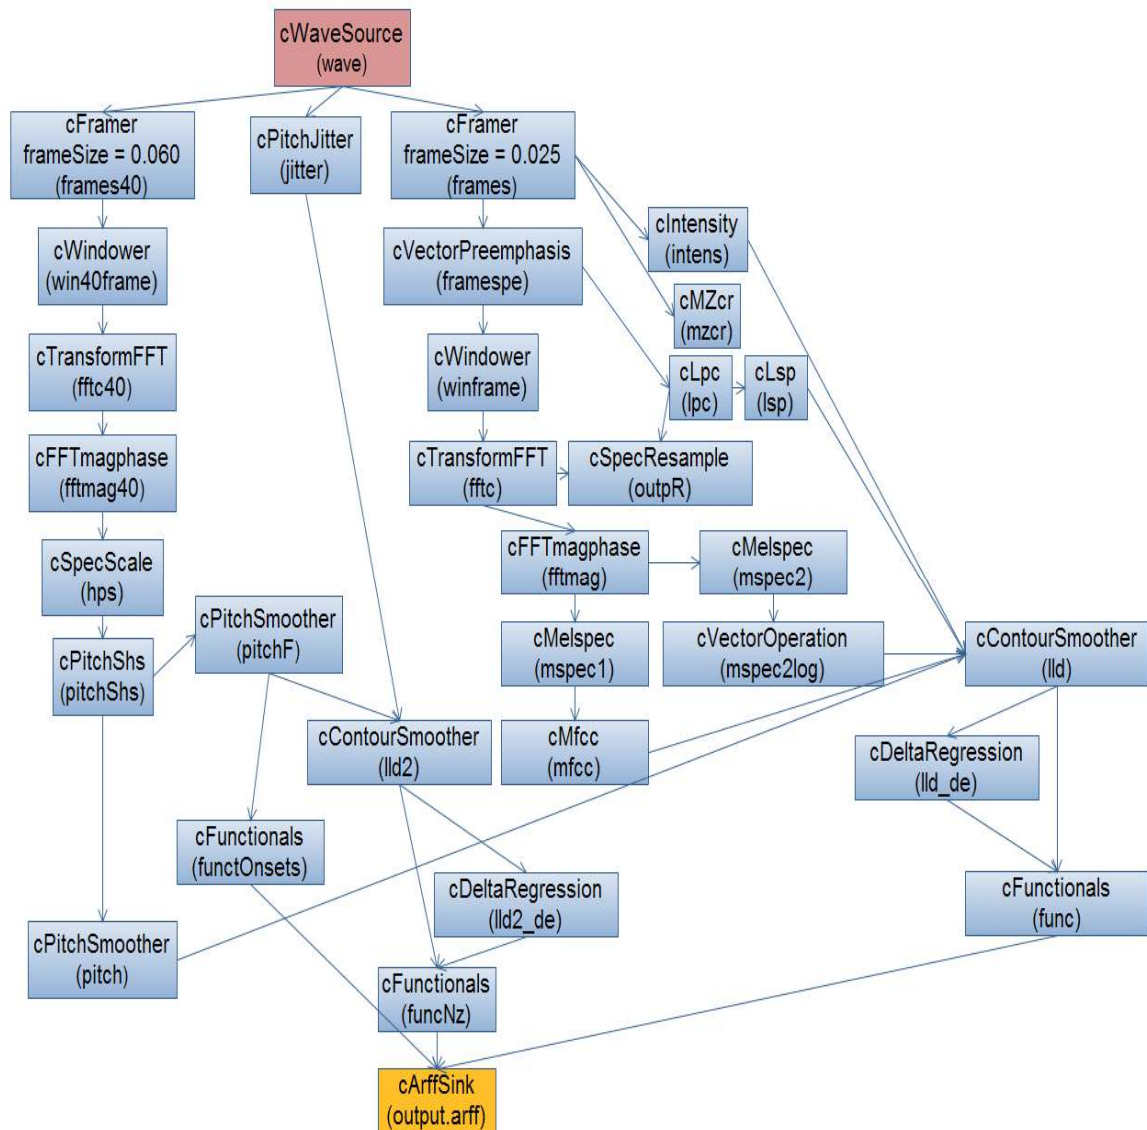 cWaveSource
(wave)
cFramer
frameSize = 0.060
(frames40)
cPitchJitter
(jitter)
cFramer
frameSize = 0.025
(frames)
cIntensity
(intens)
cWindower
(win40frame)
cVectorPreemphasis
(framespe)
cMZcr
(mzcr)
cTransformFFT
(fftc40)
cWindower
(winframe)
cLpc
(lpc)
cLsp
(lsp)
cFFTmagphase
(fftmag40)
cTransformFFT
(fftc)
cSpecResample
(outpR)
cSpecScale
(hps)
cFFTmagphase
(fftmag)
cMelspec
(mspec2)
cPitchSmoother
(pitchF)
cPitchShs
(pitchShs)
cMelspec
(mspec1)
cVectorOperation
(mspec2log)
cContourSmoother
(lld)
cContourSmoother
(lld2)
cMfcc
(mfcc)
cDeltaRegression
(lld_de)
cFunctionals
(functOnsets)
cDeltaRegression
(lld2_de)
cFunctionals
(func)
cPitchSmoother
(pitch)
cFunctionals
(funcNz)
cArffSink
(output.arff)